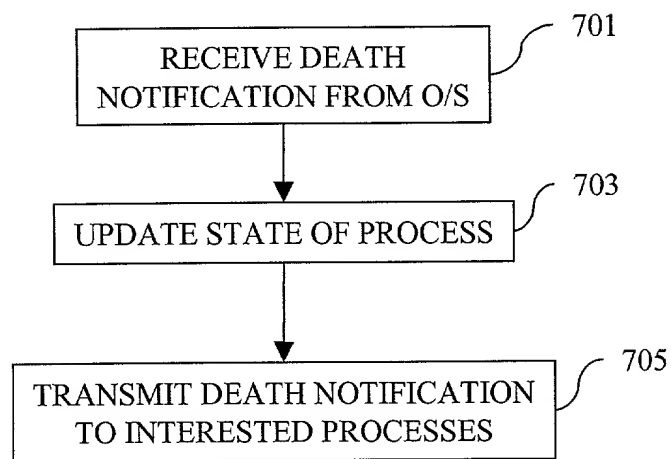 701
RECEIVE DEATH
NOTIFICATION FROM O/S
703
UPDATE STATE OF PROCESS
705
TRANSMIT DEATH NOTIFICATION
TO INTERESTED PROCESSES